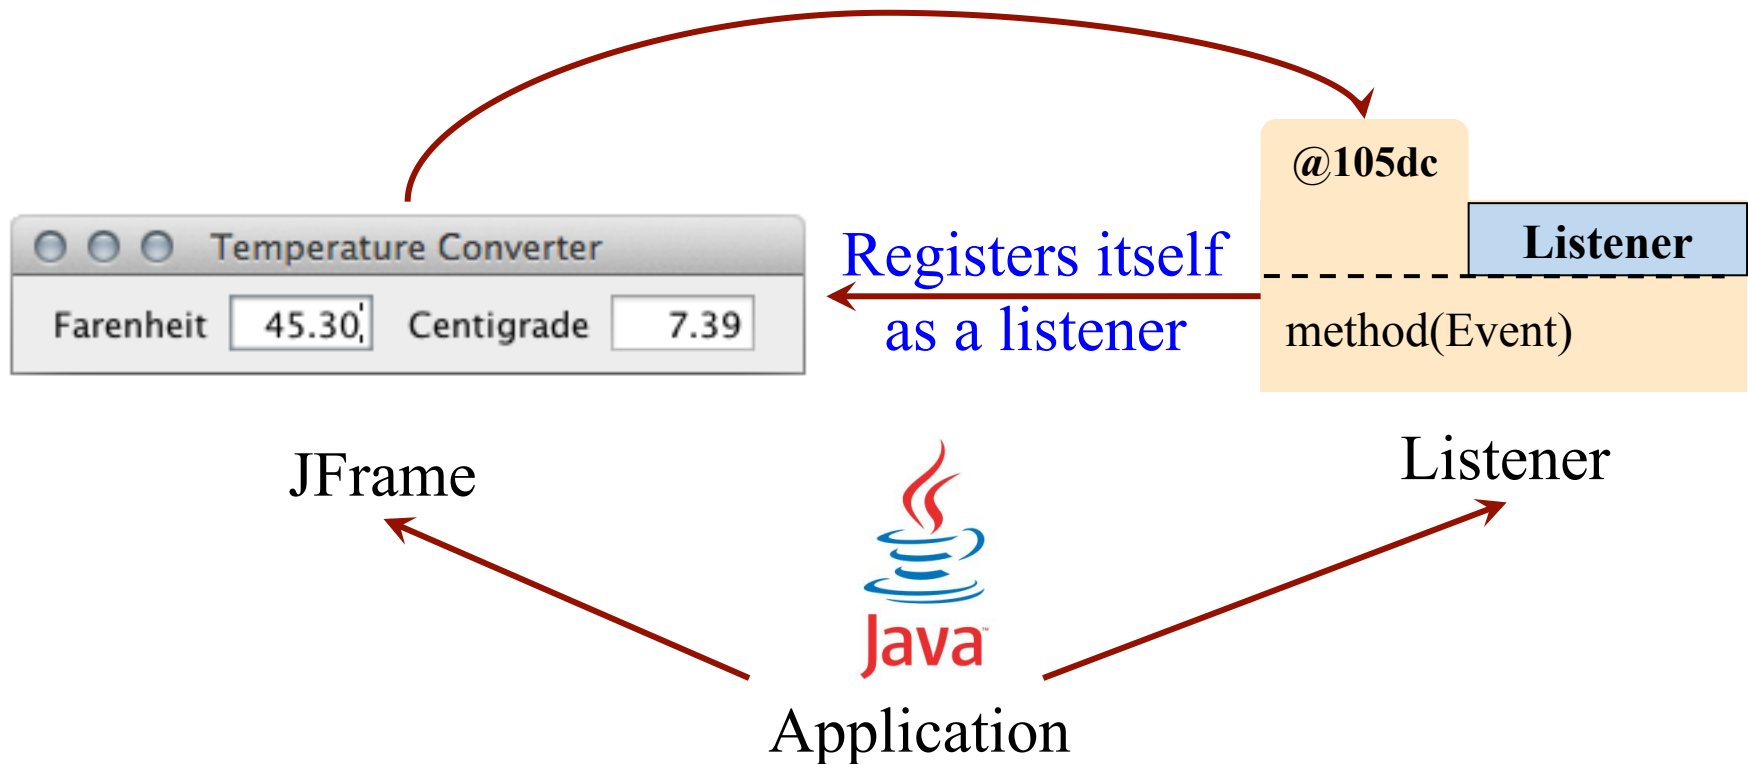 @105dc
Listener
method(Event)
Temperature Converter
Farenheit 45.30 Centigrade 7.39
Registers itself
as a listener
JFrame
Listener
Java™
Application